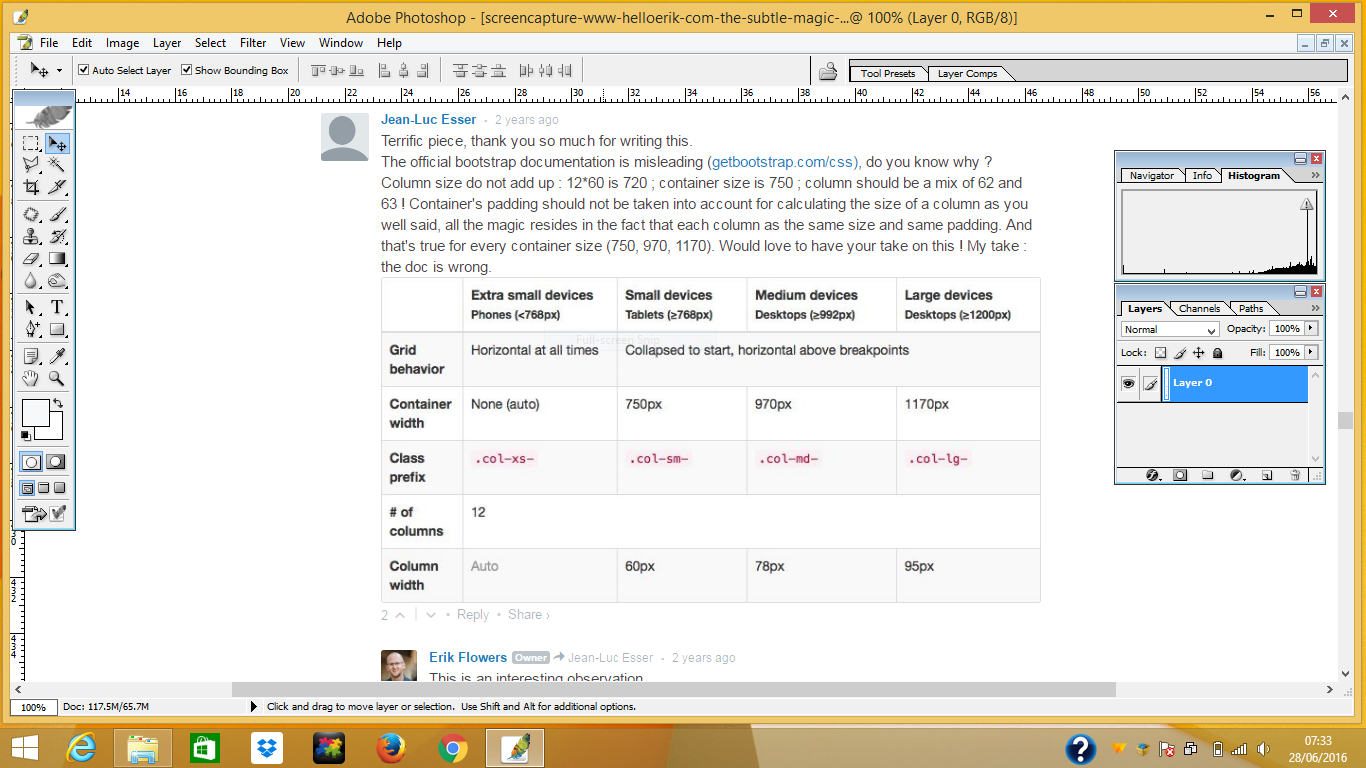 Adobe Photoshop - [screencapture-www-helloerik-com-the-subtle-magic-...@ 100% (Layer 0, RGB/8)]
File Edit Image Layer Select Filter View Window Help
Auto Select Layer Show Bounding Box Tool Presets Layer Comps
14 16 18 20 22 24 26 28 30 32 34 36 38 40 42 44 46 48 50 52 54 56
Jean-Luc Esser • 2 years ago
Terrific piece, thank you so much for writing this.
The official bootstrap documentation is misleading (getbootstrap.com/css), do you know why ?
Column size do not add up : 12*60 is 720 ; container size is 750 ; column should be a mix of 62 and
63 ! Container's padding should not be taken into account for calculating the size of a column as you
well said, all the magic resides in the fact that each column as the same size and same padding. And
that's true for every container size (750, 970, 1170). Would love to have your take on this ! My take :
the doc is wrong.
Extra small devices Small devices Medium devices Large devices
Phones (<768px) Tablets (≥768px) Desktops (≥992px) Desktops (≥1200px)
Full-screen Snip
Grid Horizontal at all times Collapsed to start, horizontal above breakpoints
behavior
Container None (auto) 750px 970px 1170px
width
Class .col-xs- .col-sm- .col-md- .col-lg-
prefix
# of 12
columns
Column Auto 60px 78px 95px
width
2 • Reply • Share ›
Erik Flowers Owner Jean-Luc Esser • 2 years ago
This is an interesting observation
Navigator Info Histogram
Layers Channels Paths
Normal Opacity: 100%
Lock: Fill: 100%
Layer 0
100% Doc: 117.5M/65.7M Click and drag to move layer or selection. Use Shift and Alt for additional options.
07:33
28/06/2016